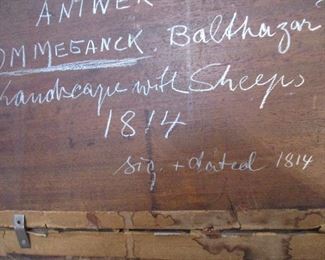 ANTWER
OMMEGANCK. Balthazar
Landscape with Sheeps
1814
sig. + dated 1814